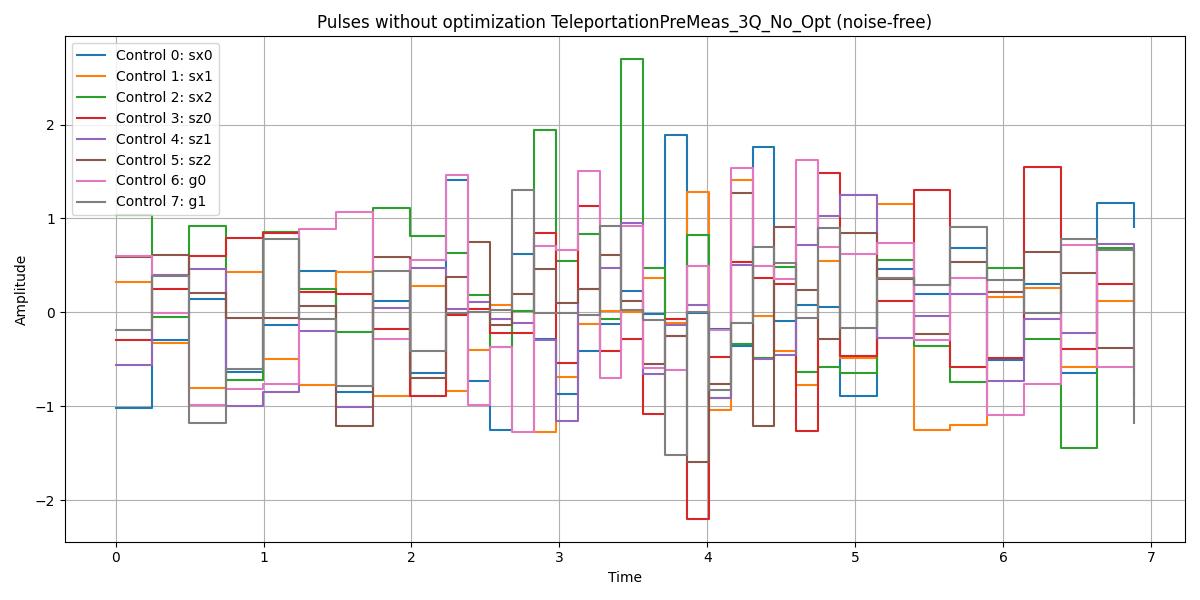 Pulses without optimization TeleportationPreMeas_3Q_No_Opt (noise-free)
Control 0: sx0
Control 1: sx1
Control 2: sx2
Control 3: sz0
Control 4: sz1
Control 5: sz2
Control 6: g0
Control 7: g1
Amplitude
2
1
0
−1
−2
0 1 2 3 4 5 6 7
Time